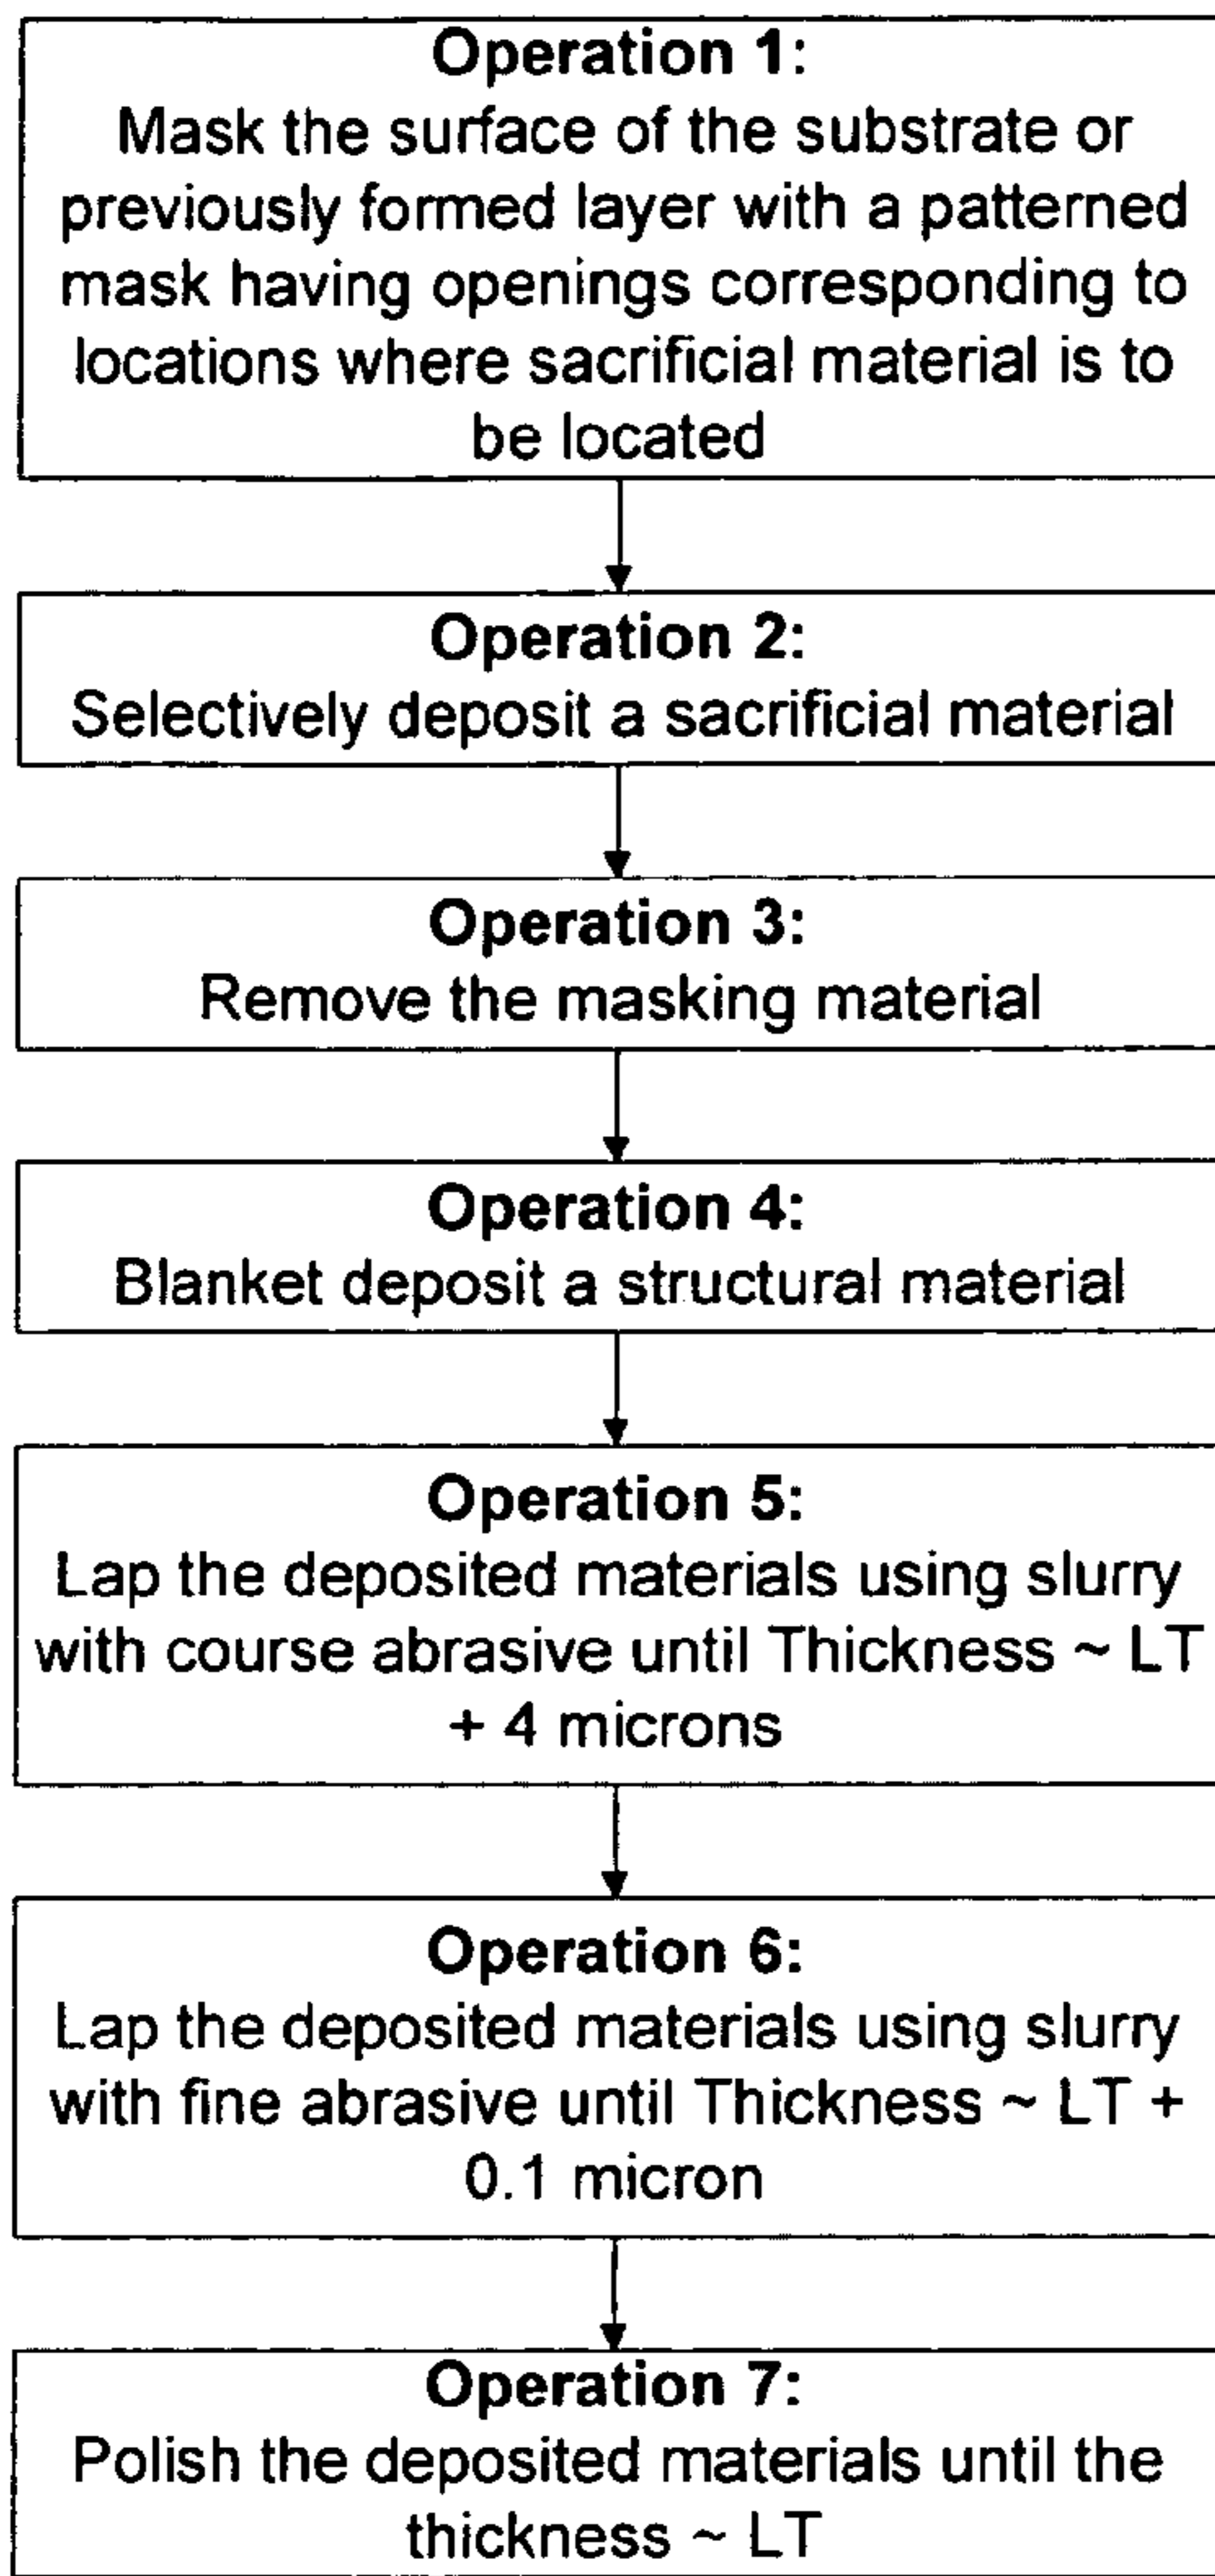 Operation 1:
Mask the surface of the substrate or
previously formed layer with a patterned
mask having openings corresponding to
locations where sacrificial material is to
be located
Operation 2:
Selectively deposit a sacrificial material
Operation 3:
Remove the masking material
Operation 4:
Blanket deposit a structural material
Operation 5:
Lap the deposited materials using slurry
with course abrasive until Thickness ~ LT
+ 4 microns
Operation 6:
Lap the deposited materials using slurry
with fine abrasive until Thickness ~ LT +
0.1 micron
Operation 7:
Polish the deposited materials until the
thickness ~ LT